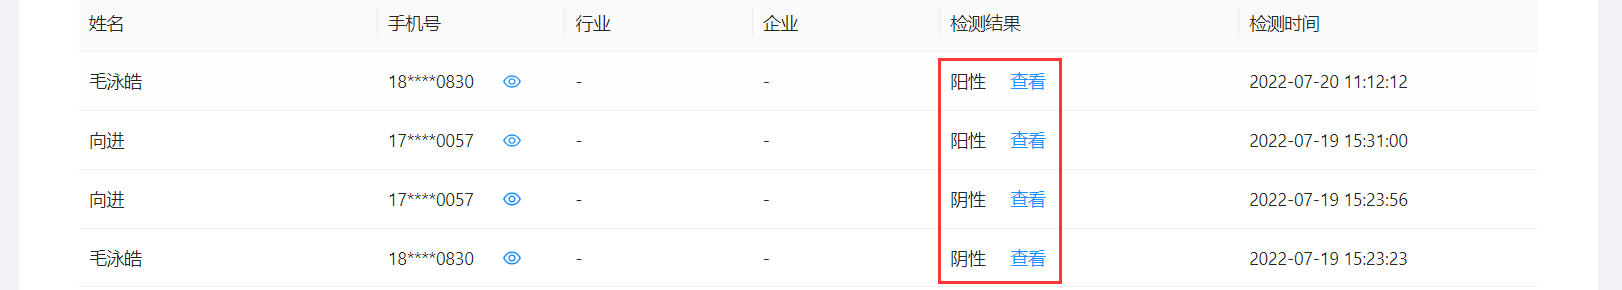 姓名 手机号 行业 企业 检测结果 检测时间
毛泳皓 18****0830 - - 阳性 查看 2022-07-20 11:12:12
向进 17****0057 - - 阳性 查看 2022-07-19 15:31:00
向进 17****0057 - - 阴性 查看 2022-07-19 15:23:56
毛泳皓 18****0830 - - 阴性 查看 2022-07-19 15:23:23